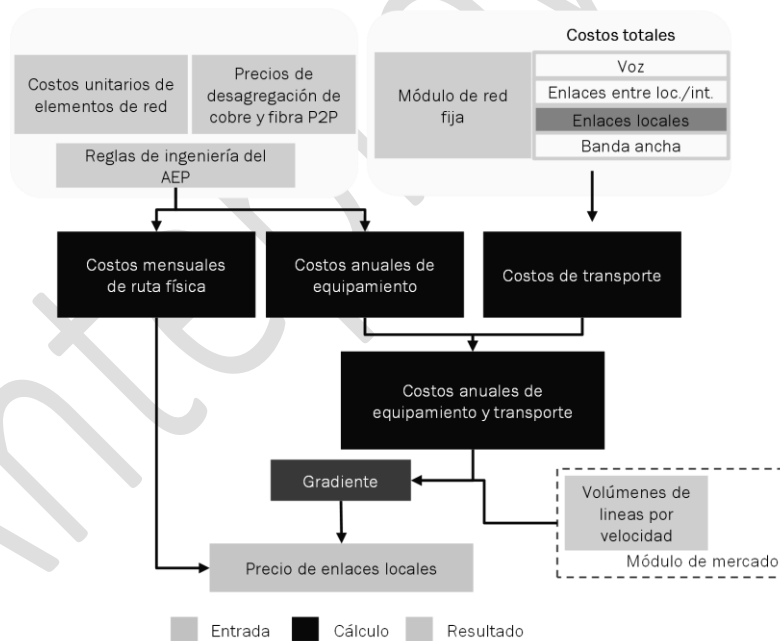 Costos totales
Costos unitarios de
elementos de red
Precios de
desagregación de
cobre y fibra P2P
Reglas de ingeniería del
AEP
Módulo de red
fija
Voz
Enlaces entre loc./int.
Enlaces locales
Banda ancha
Costos mensuales
de ruta física
Costos anuales de
equipamiento
Costos de transporte
Costos anuales de
equipamiento y transporte
Gradiente
Volúmenes de
lineas por
velocidad
Módulo de mercado
Precio de enlaces locales
Entrada
Cálculo
Resultado